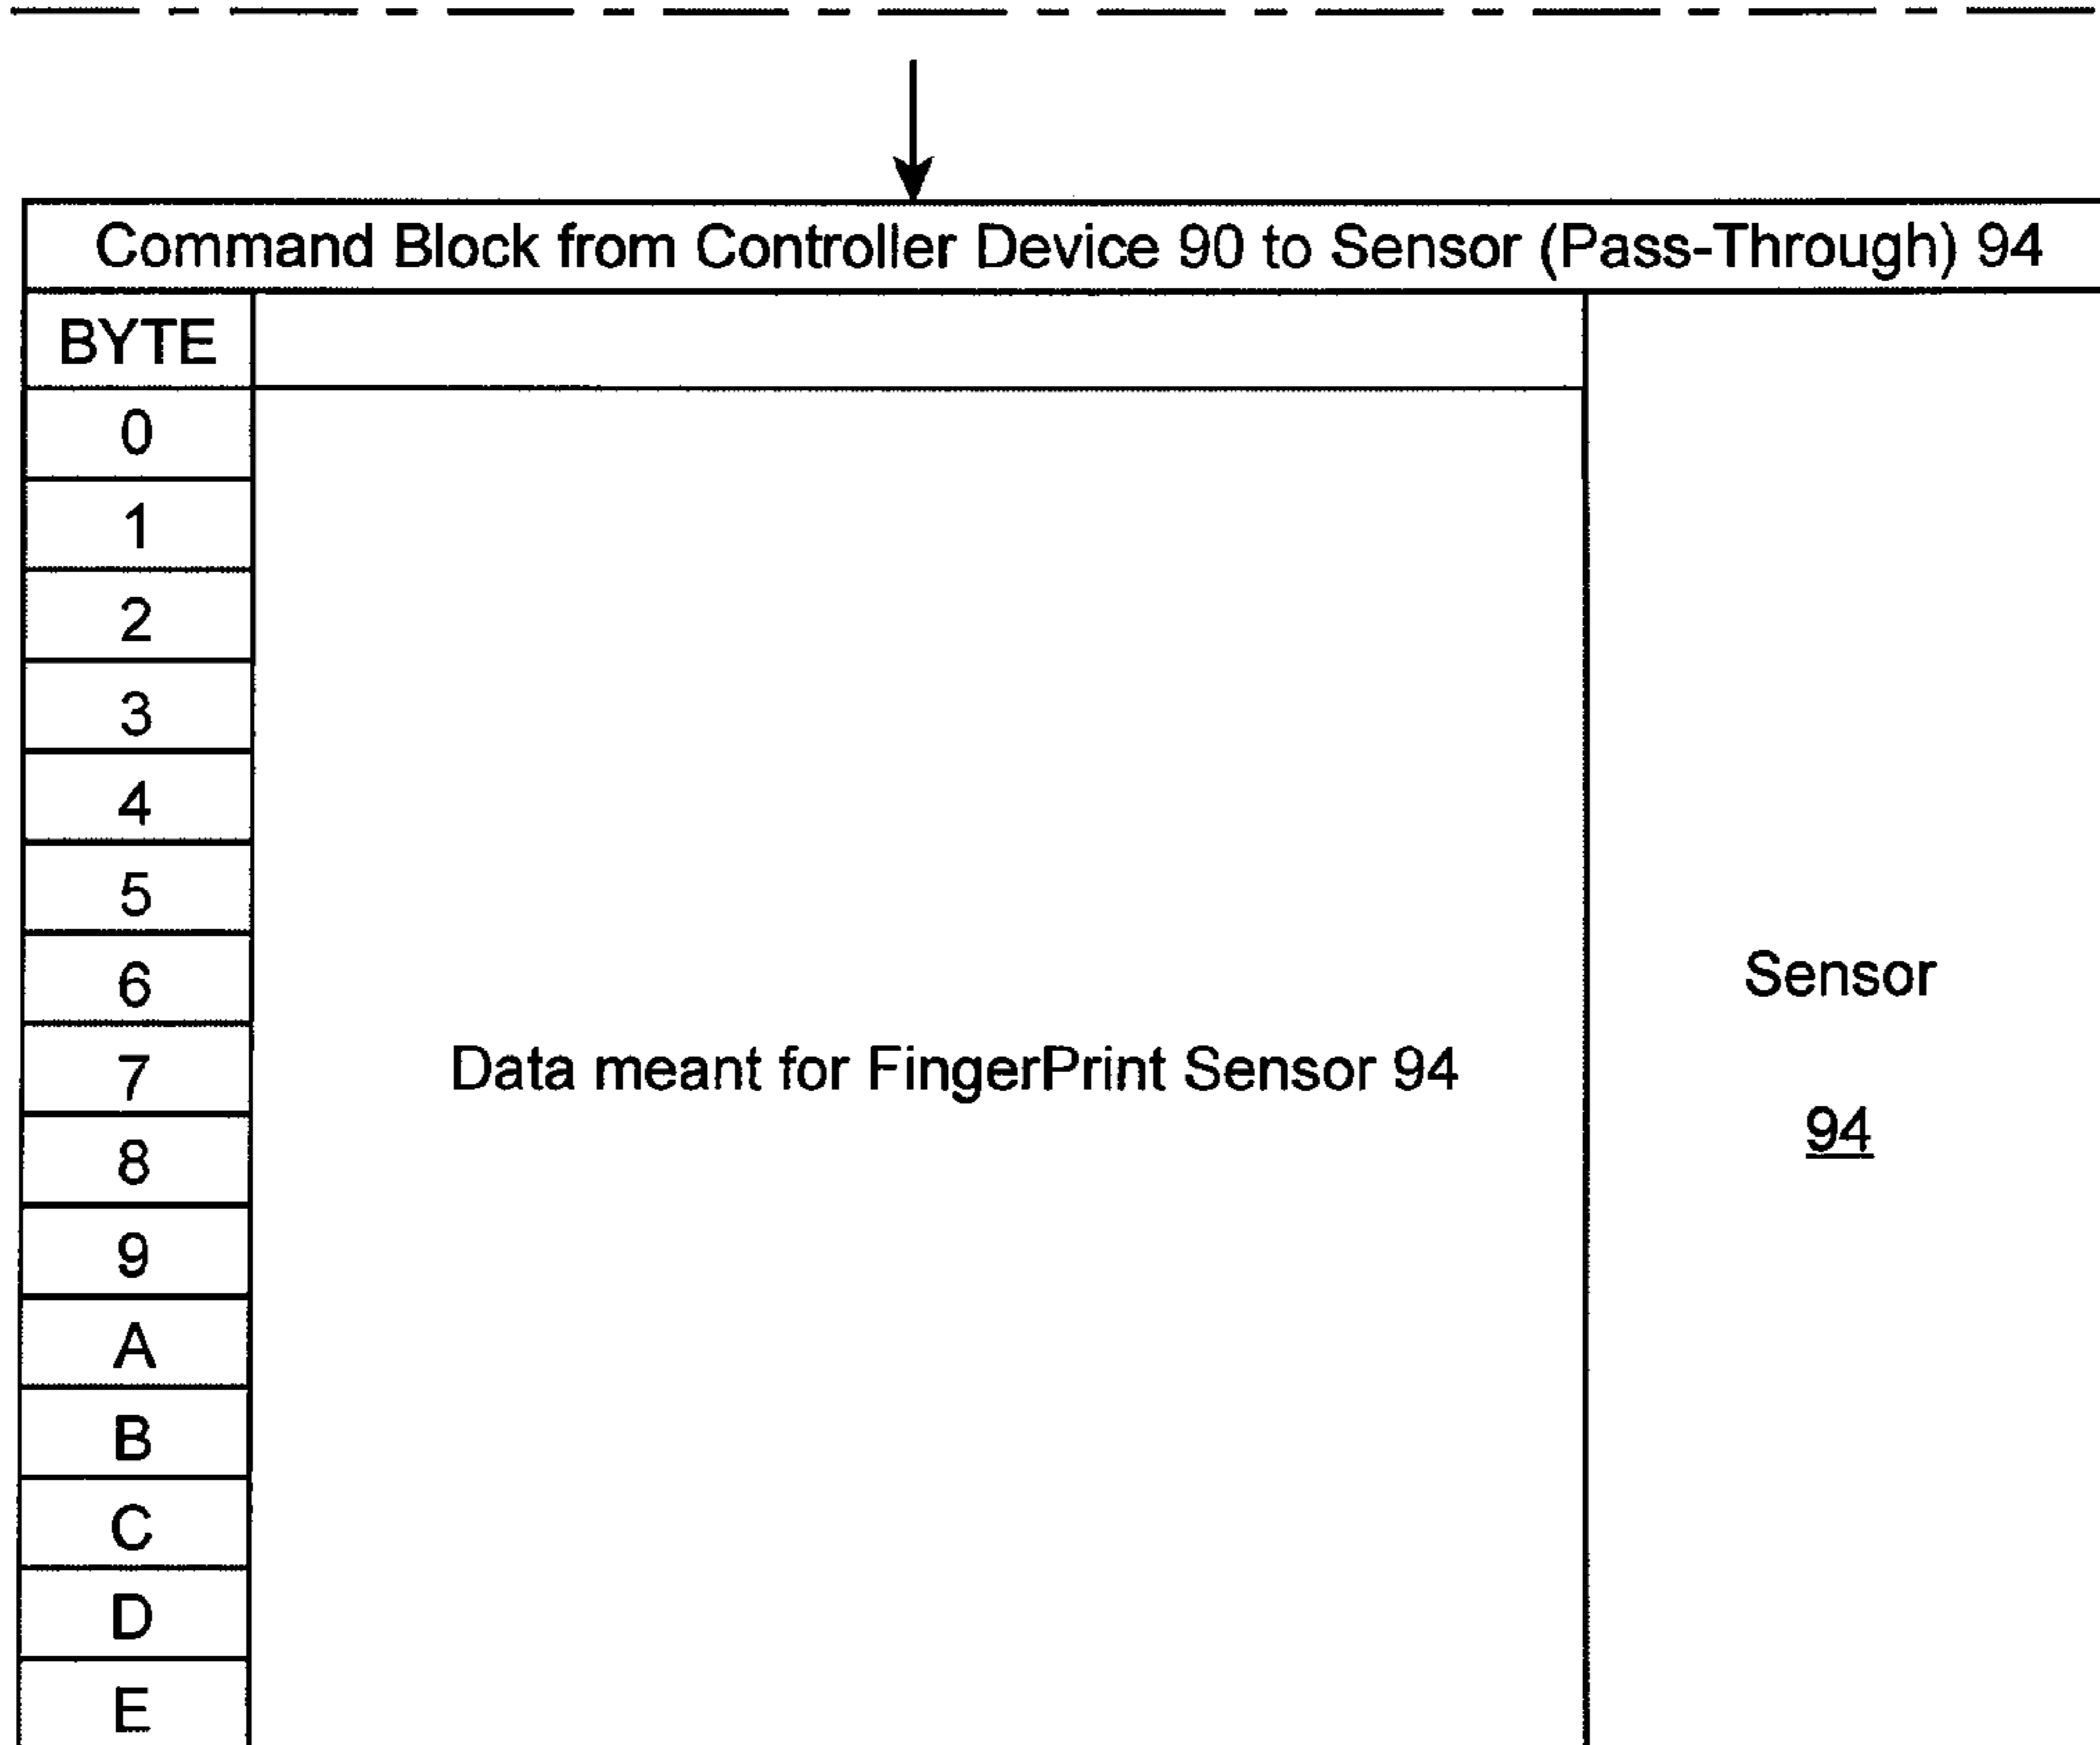 Command Block from Controller Device 90 to Sensor (Pass-Through) 94
BYTE
0
1
2
3
4
5
6
7
8
9
A
B
C
D
E
Data meant for FingerPrint Sensor 94
Sensor
94